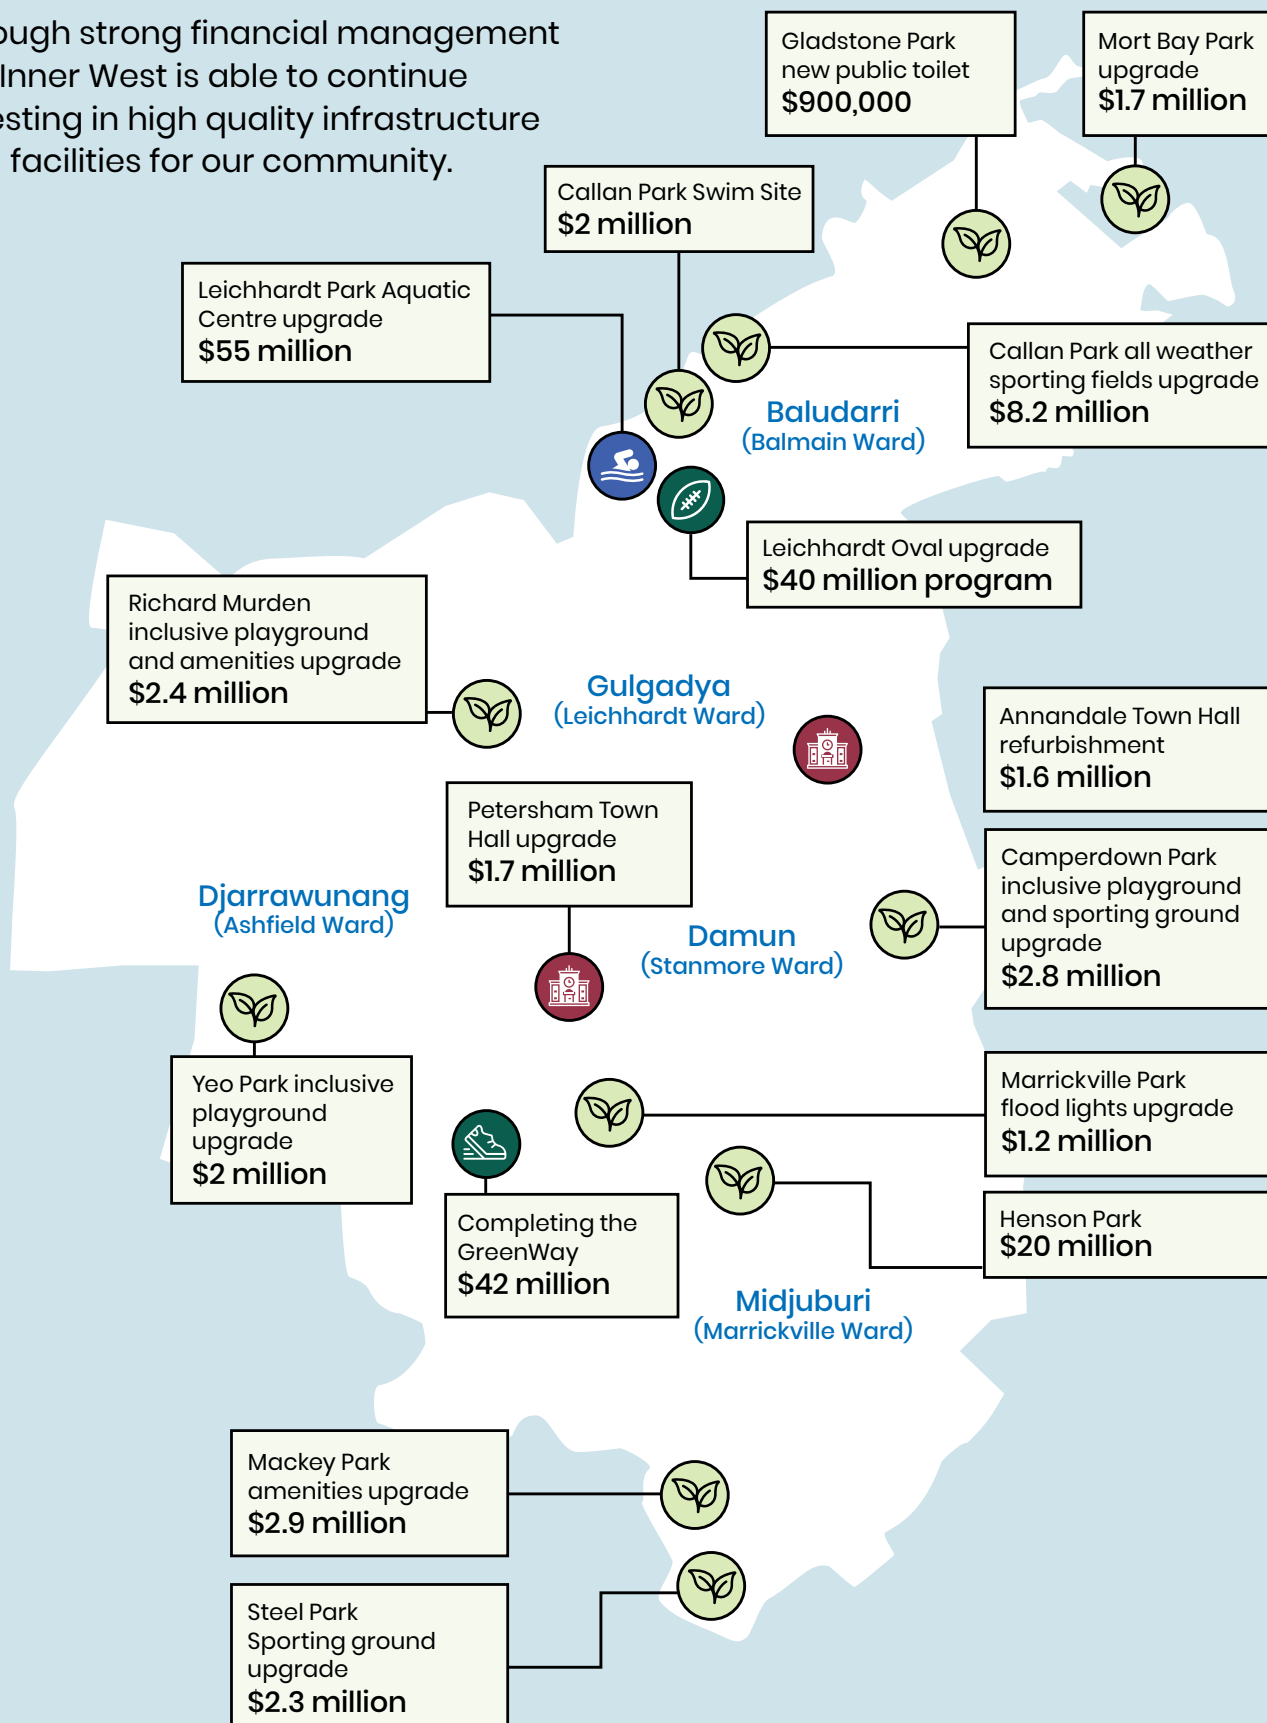 ough strong financial management
Inner West is able to continue
esting in high quality infrastructure
facilities for our community.
Gladstone Park
new public toilet
$900,000
Mort Bay Park
upgrade
$1.7 million
Callan Park Swim Site
$2 million
Leichhardt Park Aquatic
Centre upgrade
$55 million
Callan Park all weather
sporting fields upgrade
$8.2 million
Baludarri
(Balmain Ward)
Leichhardt Oval upgrade
$40 million program
Richard Murden
inclusive playground
and amenities upgrade
$2.4 million
Gulgadya
(Leichhardt Ward)
Annandale Town Hall
refurbishment
$1.6 million
Petersham Town
Hall upgrade
$1.7 million
Camperdown Park
inclusive playground
and sporting ground
upgrade
$2.8 million
Djarrawunang
(Ashfield Ward)
Damun
(Stanmore Ward)
Yeo Park inclusive
playground
upgrade
$2 million
Marrickville Park
flood lights upgrade
$1.2 million
Completing the
GreenWay
$42 million
Henson Park
$20 million
Midjuburi
(Marrickville Ward)
Mackey Park
amenities upgrade
$2.9 million
Steel Park
Sporting ground
upgrade
$2.3 million